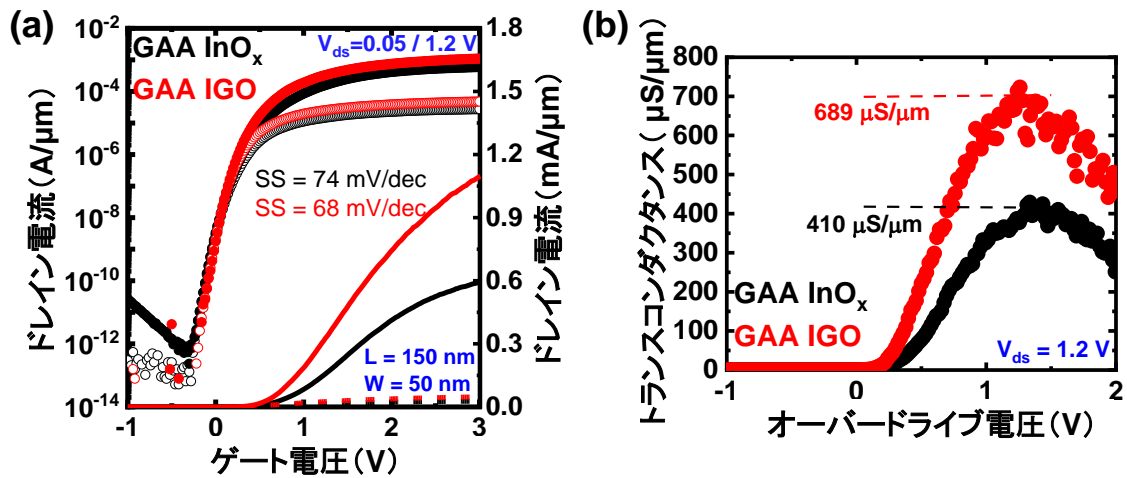 (a)
GAA InOx
GAA IGO
Vds=0.05 / 1.2 V
SS = 74 mV/dec
SS = 68 mV/dec
L = 150 nm
W = 50 nm
ドレイン電流(A/μm)
10-2
10-4
10-6
10-8
10-10
10-12
10-14
ドレイン電流(mA/μm)
1.8
1.5
1.2
0.9
0.6
0.3
0.0
-1
0
1
2
3
ゲート電圧(V)
(b)
トランスコンダクタンス( μS/μm)
800
700
600
500
400
300
200
100
0
689 μS/μm
410 μS/μm
GAA InOx
GAA IGO
Vds = 1.2 V
-1
0
1
2
オーバードライブ電圧(V)